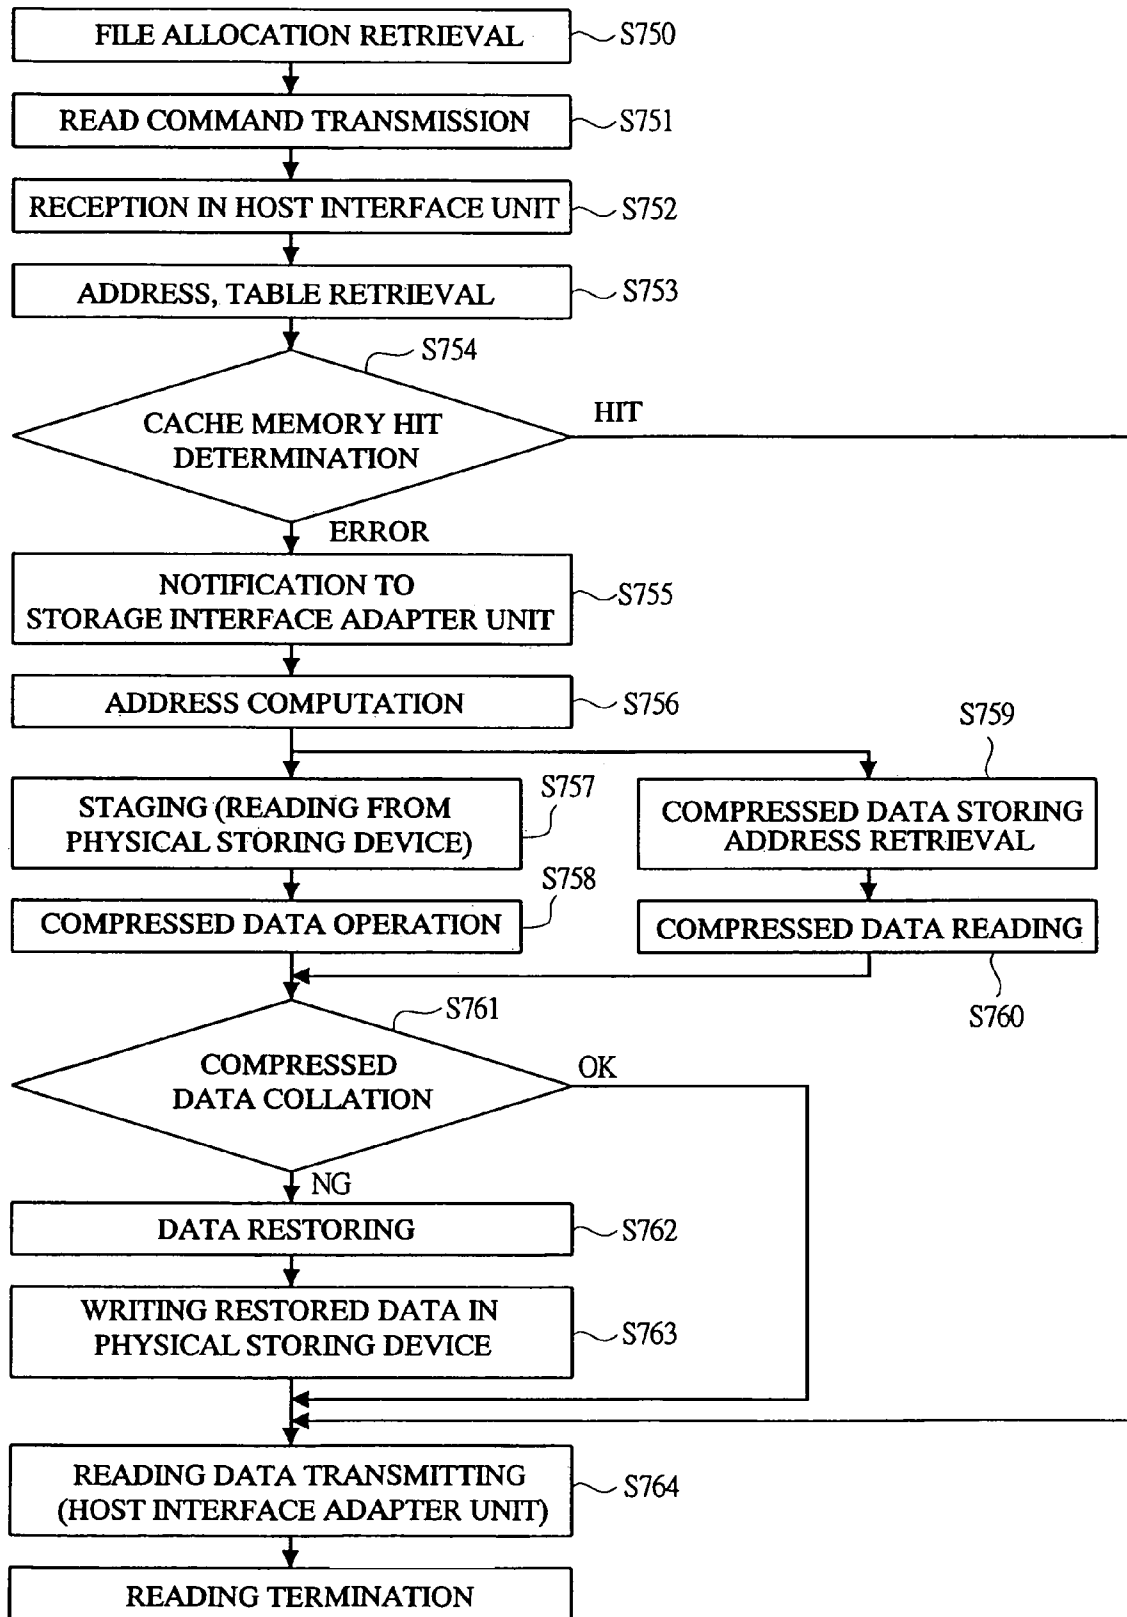 FILE ALLOCATION RETRIEVAL
S750
READ COMMAND TRANSMISSION
S751
RECEPTION IN HOST INTERFACE UNIT
S752
ADDRESS, TABLE RETRIEVAL
S753
S754
CACHE MEMORY HIT
DETERMINATION
HIT
ERROR
NOTIFICATION TO
STORAGE INTERFACE ADAPTER UNIT
S755
ADDRESS COMPUTATION
S756
S759
STAGING (READING FROM
PHYSICAL STORING DEVICE)
S757
COMPRESSED DATA STORING
ADDRESS RETRIEVAL
S758
COMPRESSED DATA OPERATION
COMPRESSED DATA READING
S760
S761
COMPRESSED
DATA COLLATION
OK
NG
DATA RESTORING
S762
WRITING RESTORED DATA IN
PHYSICAL STORING DEVICE
S763
READING DATA TRANSMITTING
(HOST INTERFACE ADAPTER UNIT)
S764
READING TERMINATION